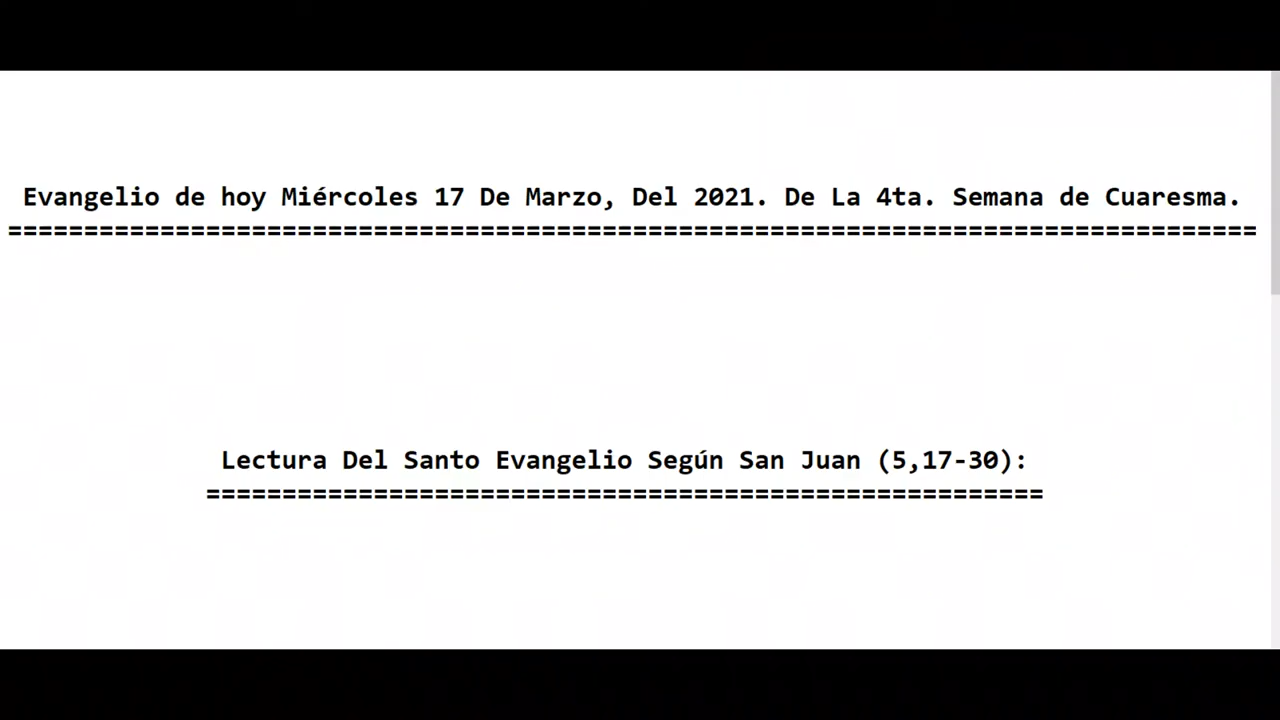 Evangelio de hoy Miércoles 17 De Marzo, Del 2021. De La 4ta. Semana de Cuaresma.
==================================================================================
Lectura Del Santo Evangelio Según San Juan (5,17-30):
=======================================================